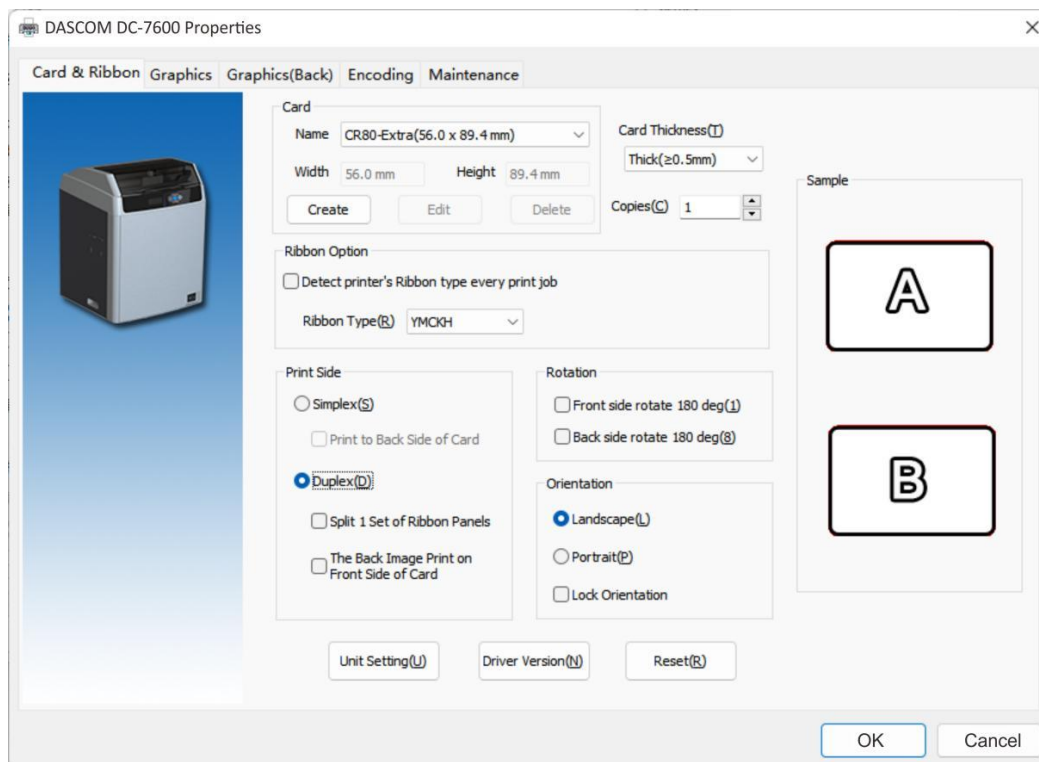 DASCOM DC-7600 Properties
Card & Ribbon Graphics Graphics(Back) Encoding Maintenance
Card
Name CR80-Extra(56.0 x 89.4 mm)
Width 56.0 mm Height 89.4 mm
Create Edit Delete
Card Thickness(T)
Thick(≥0.5mm)
Copies(C) 1
Ribbon Option
Detect printer's Ribbon type every print job
Ribbon Type(R) YMCKH
Print Side
Simplex(S)
Print to Back Side of Card
Duplex(D)
Split 1 Set of Ribbon Panels
The Back Image Print on
Front Side of Card
Rotation
Front side rotate 180 deg(1)
Back side rotate 180 deg(8)
Orientation
Landscape(L)
Portrait(P)
Lock Orientation
Sample
A
B
Unit Setting(U) Driver Version(N) Reset(R)
OK Cancel